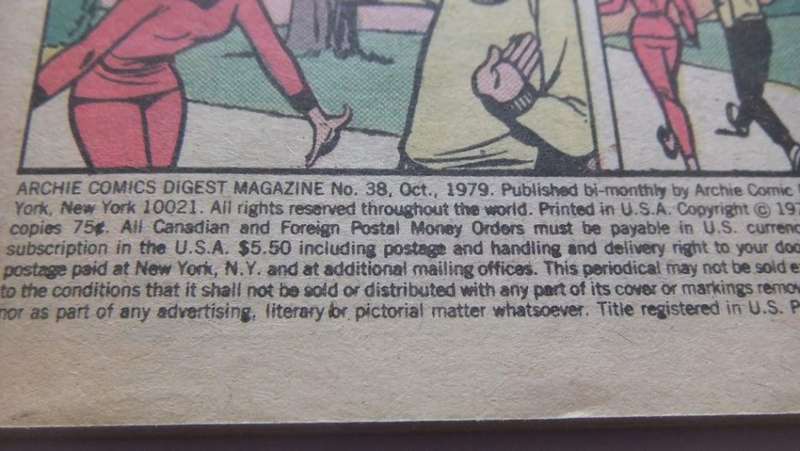 ARCHIE COMICS DIGEST MAGAZINE No. 38, Oct., 1979. Published bi-monthly by Archie Comic
York, New York 10021. All rights reserved throughout the world. Printed in U.S.A. Copyright © 197
copies 75¢. All Canadian and Foreign Postal Money Orders must be payable in U.S. currenc
subscription in the U.S.A. $5.50 including postage and handling and delivery right to your doo
postage paid at New York, N.Y. and at additional mailing offices. This periodical may not be sold e
to the conditions that it shall not be sold or distributed with any part of its cover or markings remov
nor as part of any advertising, literary or pictorial matter whatsoever. Title registered in U.S. P